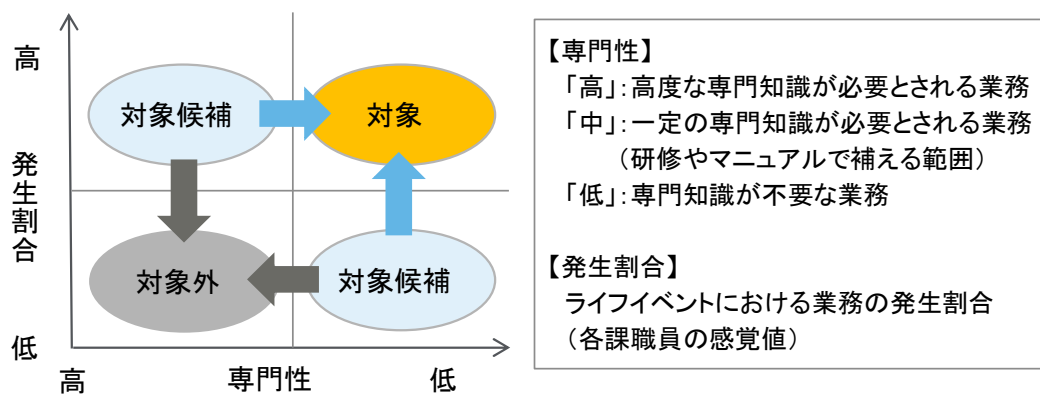 高
発生割合
低
対象候補
対象
対象外
対象候補
高
専門性
低
【専門性】
「高」:高度な専門知識が必要とされる業務
「中」:一定の専門知識が必要とされる業務
(研修やマニュアルで補える範囲)
「低」:専門知識が不要な業務
【発生割合】
ライフイベントにおける業務の発生割合
(各課職員の感覚値)